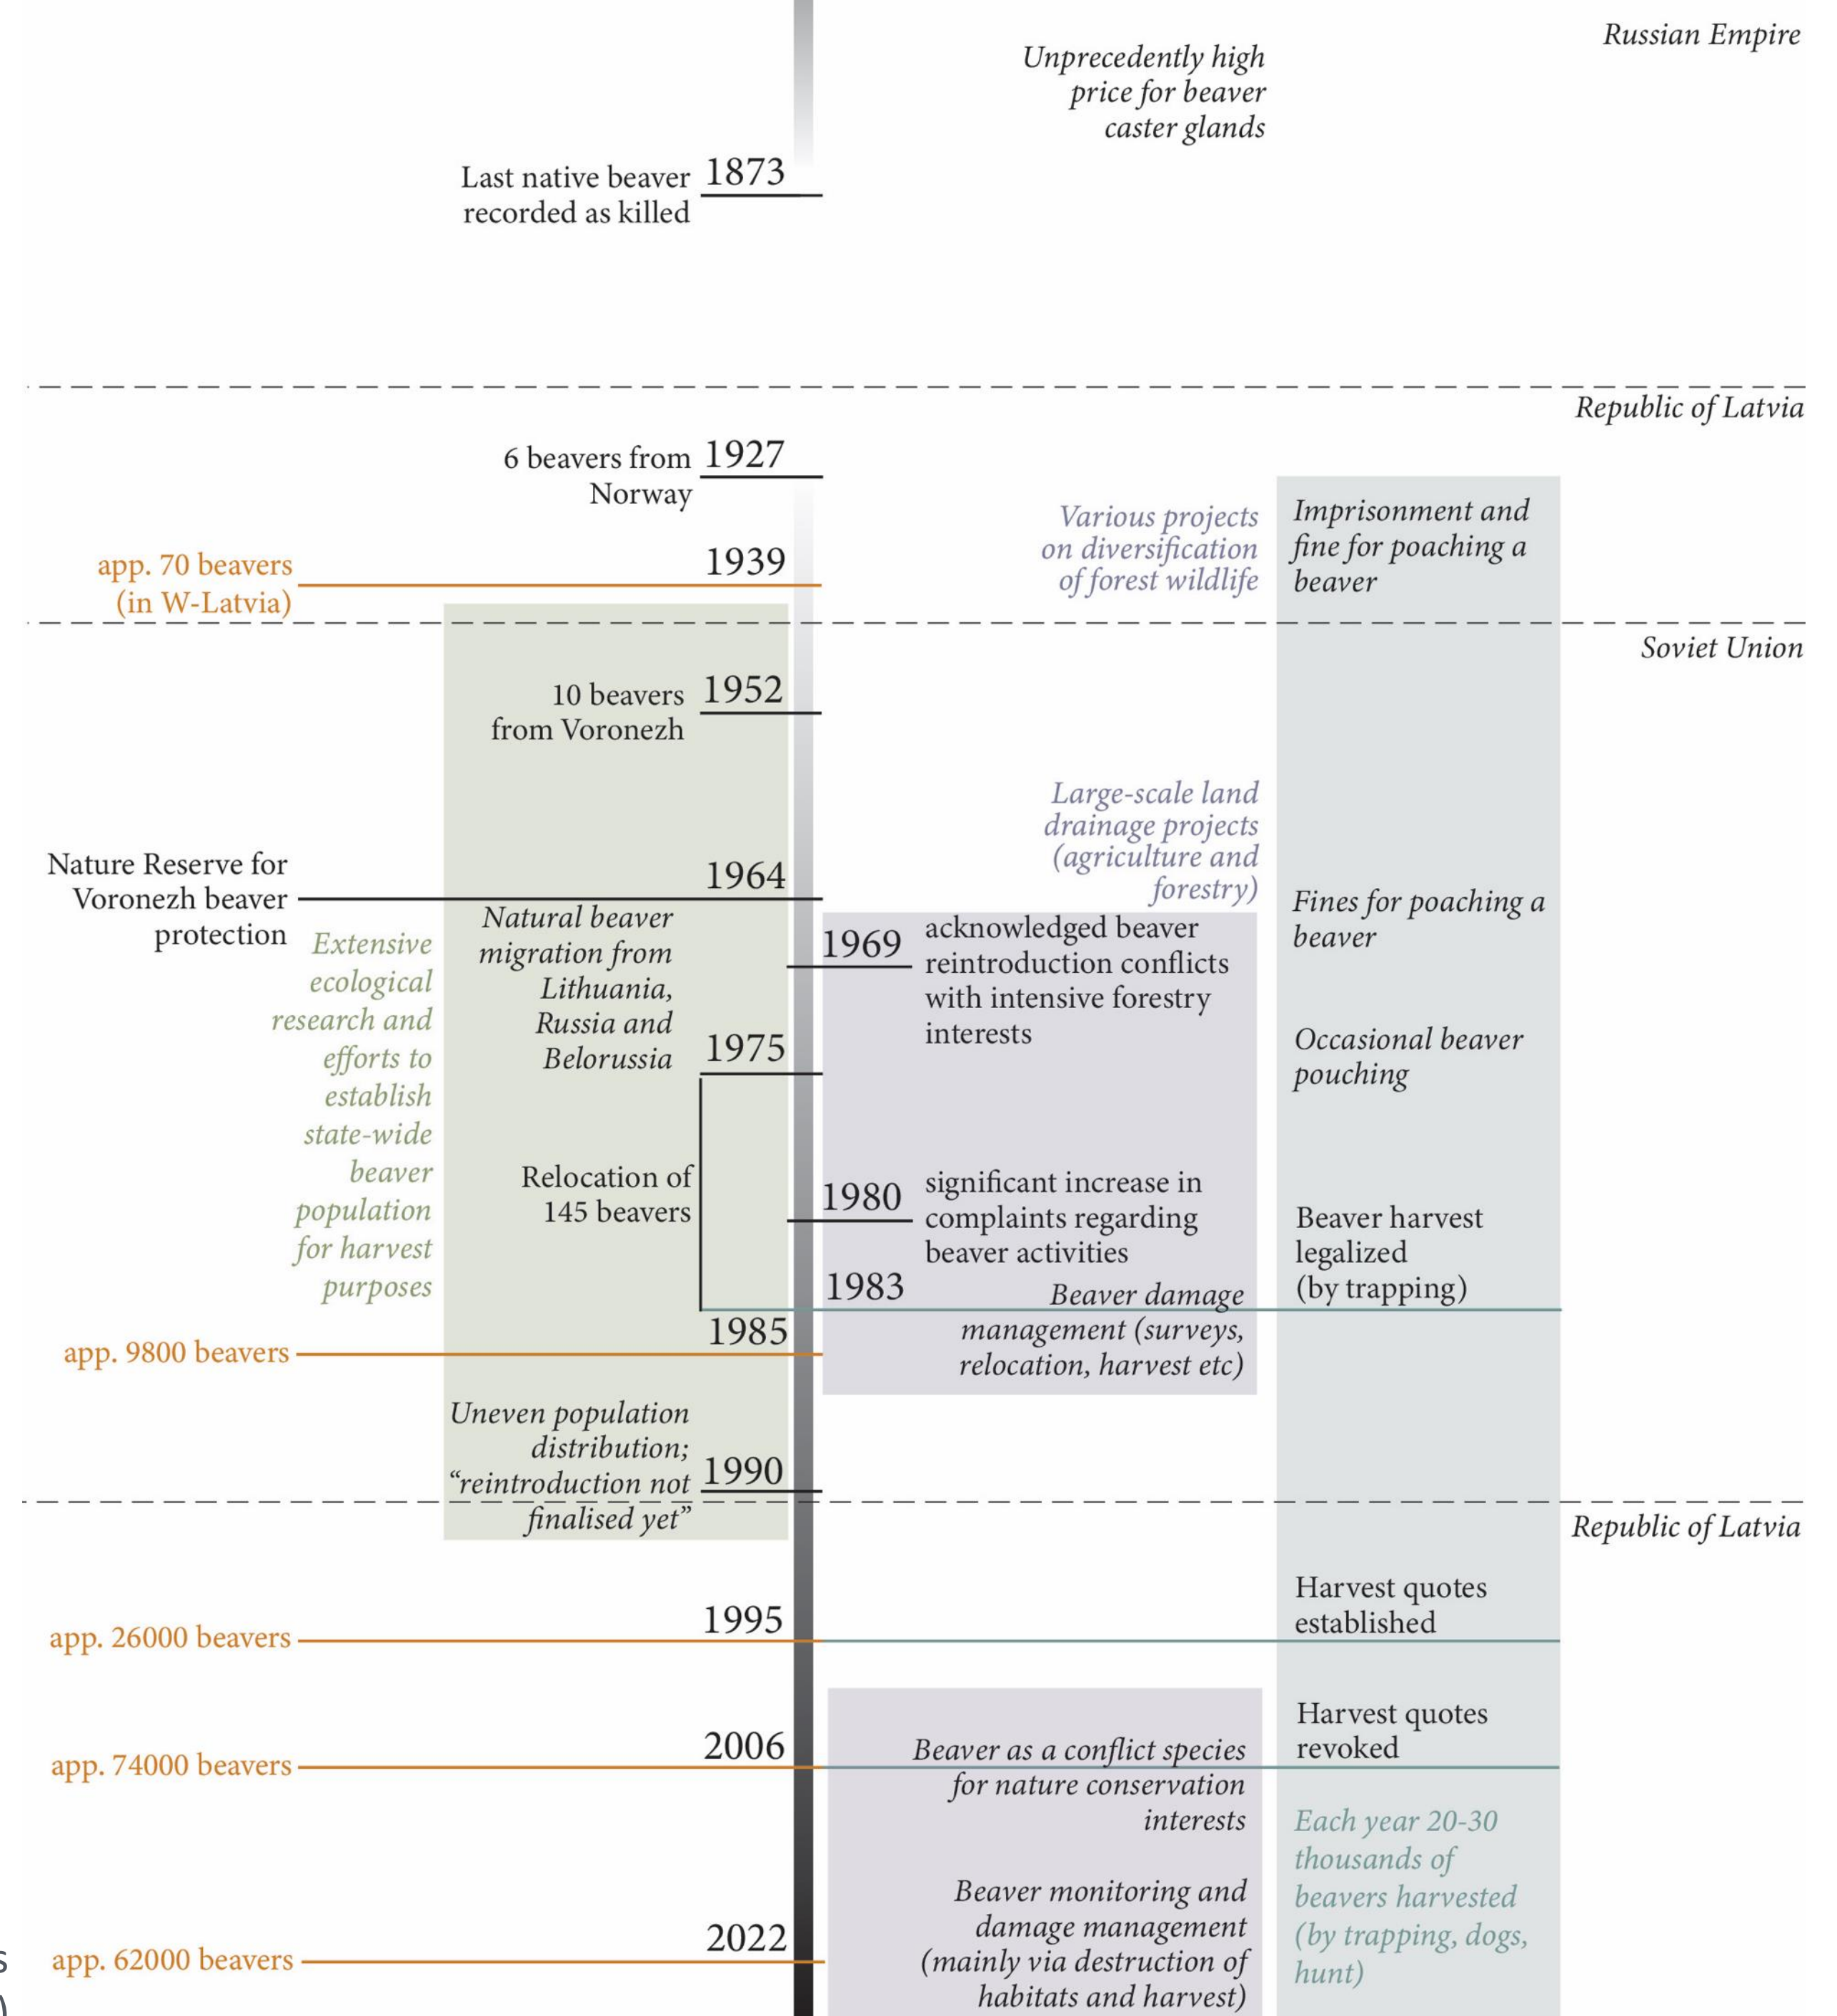 Russian Empire
Unprecedently high
price for beaver
caster glands
Last native beaver
recorded as killed
1873
Republic of Latvia
6 beavers from
Norway
1927
Various projects
on diversification
of forest wildlife
Imprisonment and
fine for poaching a
beaver
app. 70 beavers
(in W-Latvia)
1939
Soviet Union
10 beavers
from Voronezh
1952
Large-scale land
drainage projects
(agriculture and
forestry)
Nature Reserve for
Voronezh beaver
protection
1964
Fines for poaching a
beaver
Extensive
ecological
research and
efforts to
establish
state-wide
beaver
population
for harvest
purposes
Natural beaver
migration from
Lithuania,
Russia and
Belorussia
1969
acknowledged beaver
reintroduction conflicts
with intensive forestry
interests
Occasional beaver
pouching
1975
Relocation of
145 beavers
1980
significant increase in
complaints regarding
beaver activities
Beaver harvest
legalized
(by trapping)
1983
Beaver damage
management (surveys,
relocation, harvest etc)
app. 9800 beavers
1985
Uneven population
distribution;
“reintroduction not
finalised yet”
1990
Republic of Latvia
app. 26000 beavers
1995
Harvest quotes
established
app. 74000 beavers
2006
Harvest quotes
revoked
Beaver as a conflict species
for nature conservation
interests
Each year 20-30
thousands of
beavers harvested
(by trapping, dogs,
hunt)
Beaver monitoring and
damage management
(mainly via destruction of
habitats and harvest)
app. 62000 beavers
2022
s
)